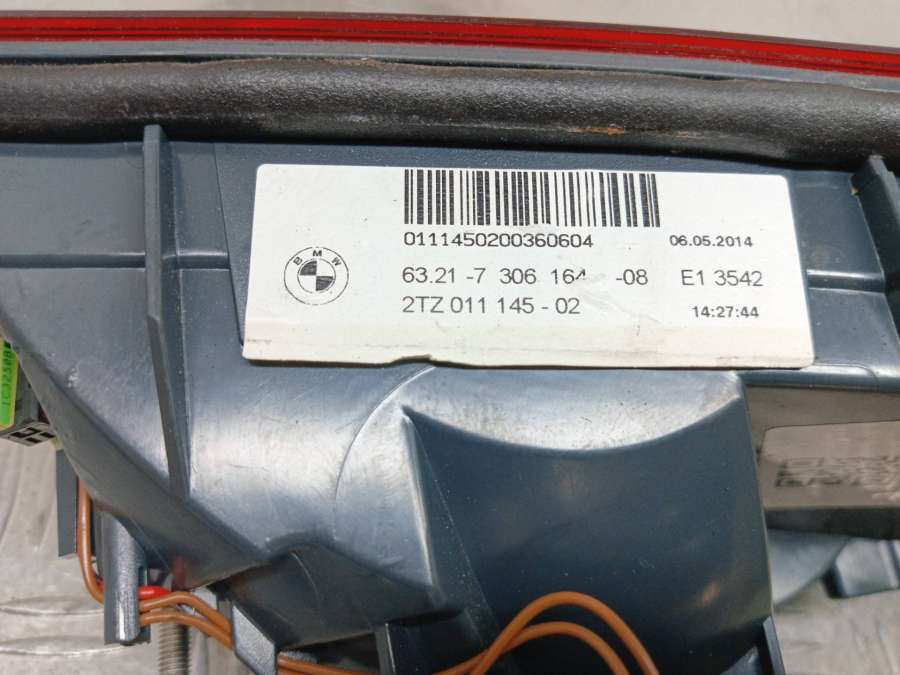 0111450200360604 06.05.2014
BMW
63.21 -7 306 164 -08 E1 3542
2TZ 011 145 - 02 14:27:44